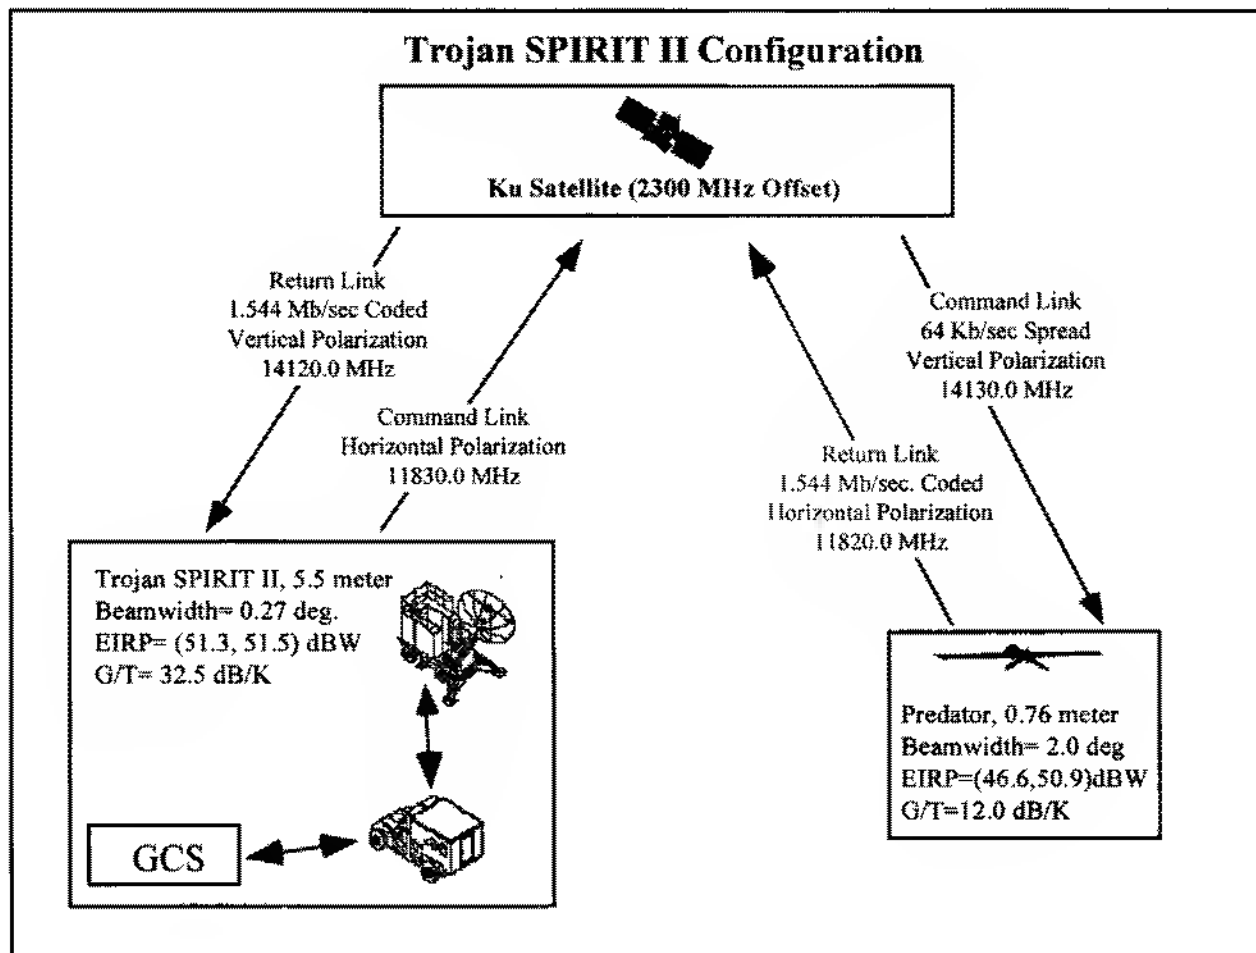 Trojan SPIRIT II Configuration
Ku Satellite (2300 MHz Offset)
Return Link
1.544 Mb/sec Coded
Vertical Polarization
14120.0 MHz
Command Link
Horizontal Polarization
11830.0 MHz
Command Link
64 Kb/sec Spread
Vertical Polarization
14130.0 MHz
Return Link
1.544 Mb/sec. Coded
Horizontal Polarization
11820.0 MHz
Trojan SPIRIT II, 5.5 meter
Beamwidth= 0.27 deg.
EIRP= (51.3, 51.5) dBW
G/T= 32.5 dB/K
GCS
Predator, 0.76 meter
Beamwidth= 2.0 deg
EIRP=(46.6,50.9)dBW
G/T=12.0 dB/K